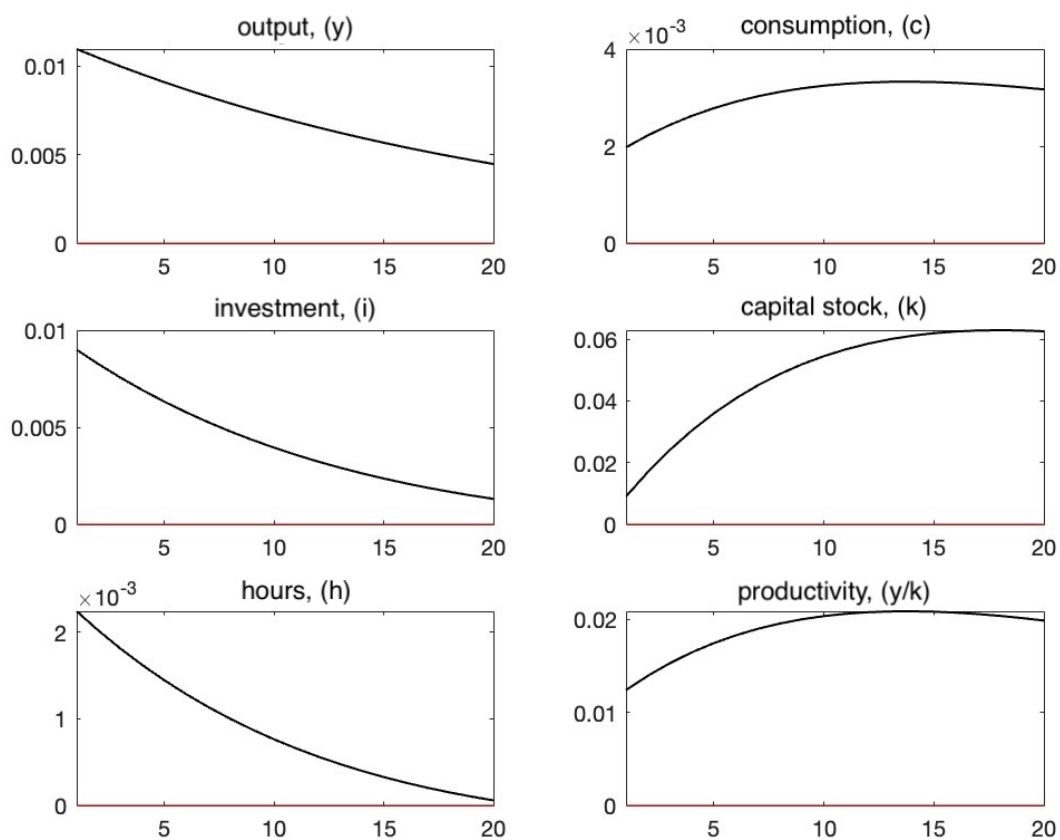 output, (y)
0.01
0.005
0
5 10 15 20
consumption, (c)
×10⁻³
4
2
0
5 10 15 20
investment, (i)
0.01
0.005
0
5 10 15 20
capital stock, (k)
0.06
0.04
0.02
0
5 10 15 20
hours, (h)
×10⁻³
2
1
0
5 10 15 20
productivity, (y/k)
0.02
0.01
0
5 10 15 20